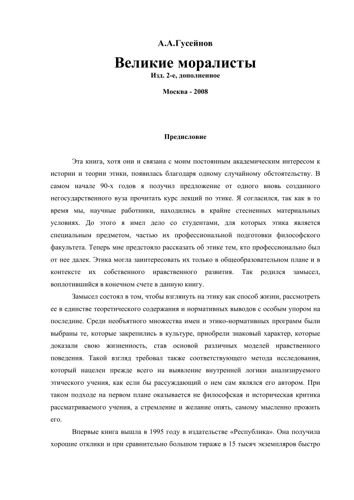 А.А.Гусейнов
Великие моралисты
Изд. 2-е, дополненное
Москва - 2008
Предисловие
Эта книга, хотя они и связана с моим постоянным академическим интересом к
истории и теории этики, появилась благодаря одному случайному обстоятельству. В
самом начале 90-х годов я получил предложение от одного вновь созданного
негосударственного вуза прочитать курс лекций по этике. Я согласился, так как в то
время мы, научные работники, находились в крайне стесненных материальных
условиях. До этого я имел дело со студентами, для которых этика является
специальным предметом, частью их профессиональной подготовки философского
факультета. Теперь мне предстояло рассказать об этике тем, кто профессионально был
от нее далек. Этика могла заинтересовать их только в общеобразовательном плане и в
контексте их собственного нравственного развития. Так родился замысел,
воплотившийся в конечном счете в данную книгу.
Замысел состоял в том, чтобы взглянуть на этику как способ жизни, рассмотреть
ее в единстве теоретического содержания и нормативных выводов с особым упором на
последние. Среди необъятного множества имен и этико-нормативных программ были
выбраны те, которые закрепились в культуре, приобрели знаковый характер, которые
доказали свою жизненность, став основой различных моделей нравственного
поведения. Такой взгляд требовал также соответствующего метода исследования,
который нацелен прежде всего на выявление внутренней логики анализируемого
этического учения, как если бы рассуждающий о нем сам являлся его автором. При
таком подходе на первом плане оказывается не философская и историческая критика
рассматриваемого учения, а стремление и желание опять, самому мысленно прожить
его.
Впервые книга вышла в 1995 году в издательстве «Республика». Она получила
хорошие отклики и при сравнительно большом тираже в 15 тысяч экземпляров быстро